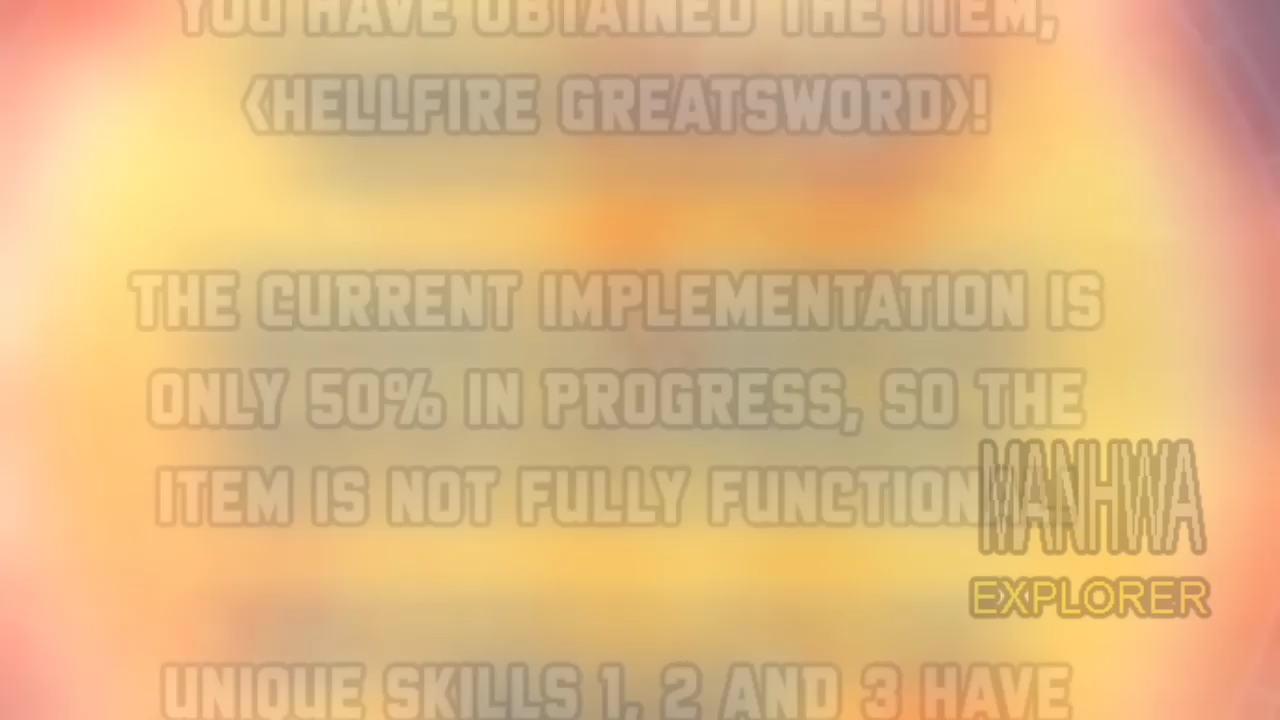 YOU HAVE OBTAINED THE ITEM,
<HELLFIRE GREATSWORD>!
THE CURRENT IMPLEMENTATION IS
ONLY 50% IN PROGRESS, SO THE
ITEM IS NOT FULLY FUNCTION
MANHWA
EXPLORER
UNIQUE SKILLS 1, 2 AND 3 HAVE